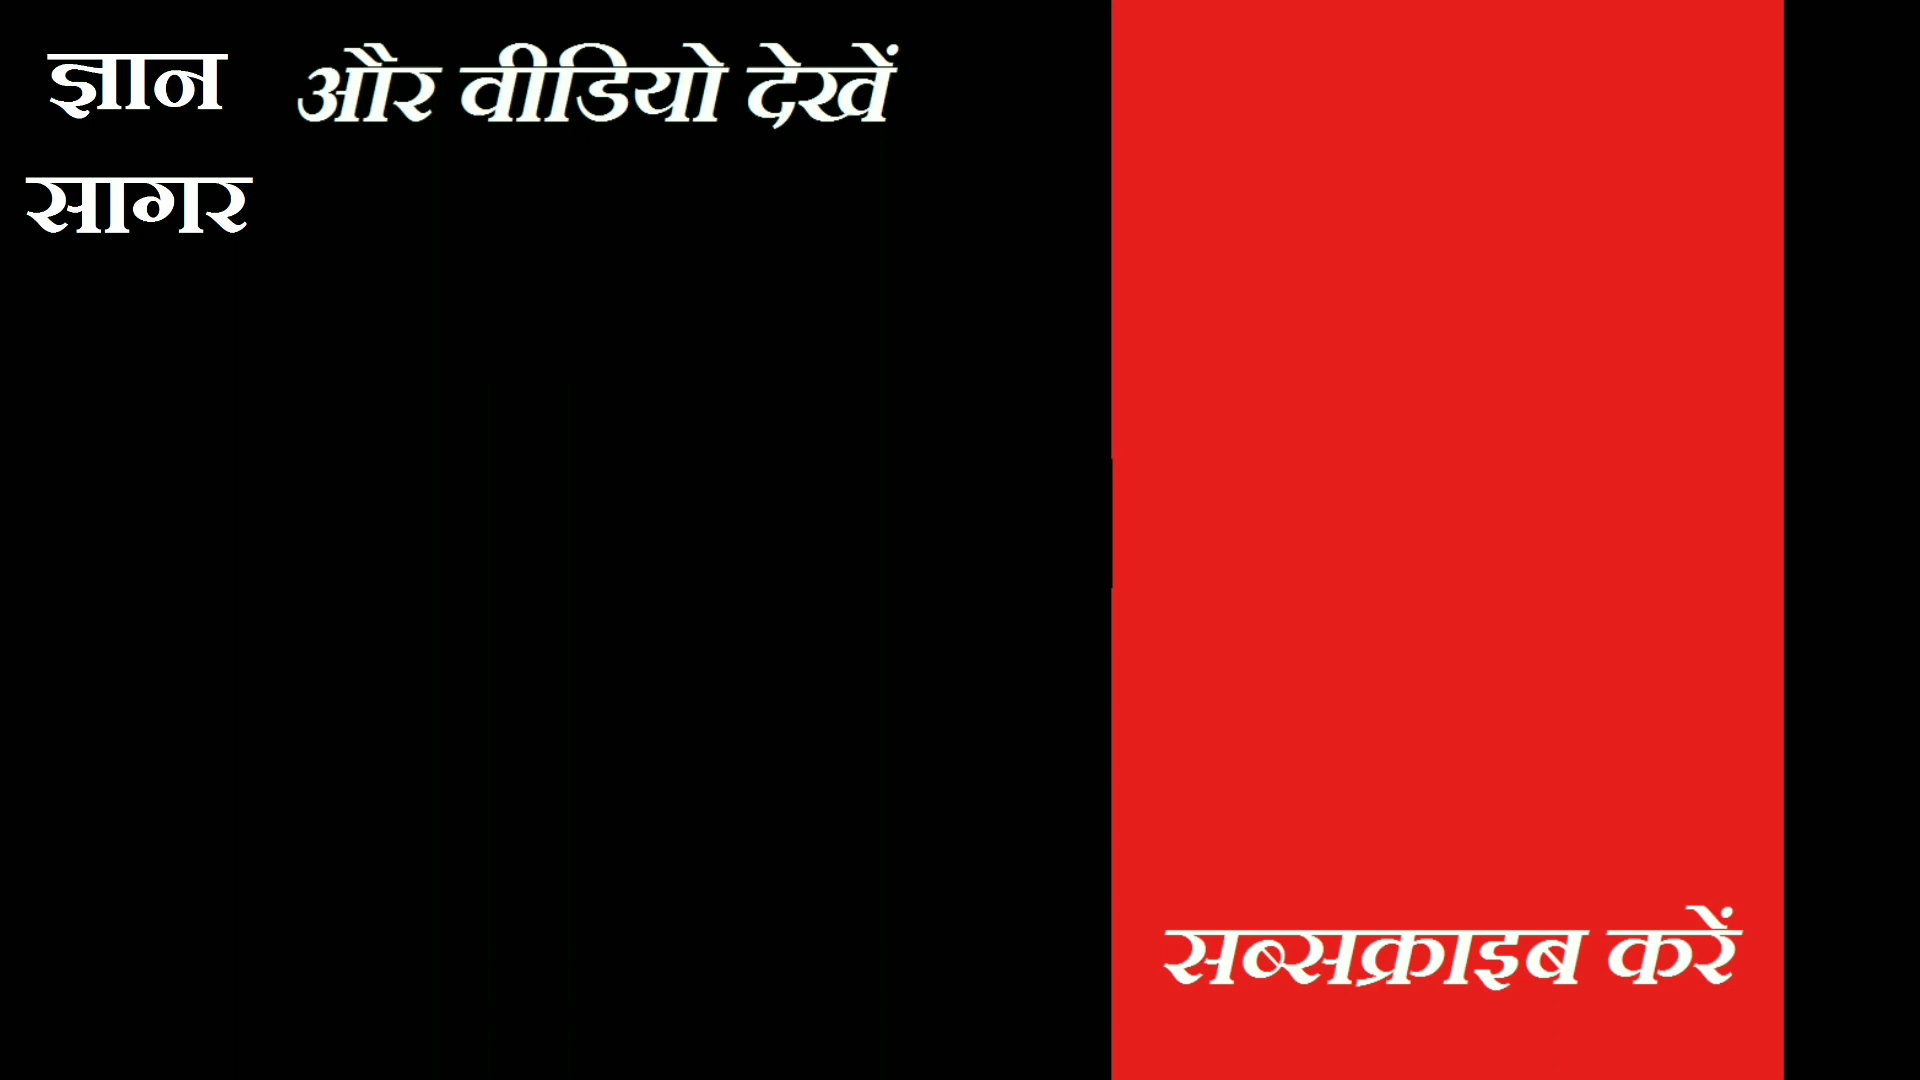 ज्ञान
सागर
और वीडियो देखें
सब्सक्राइब करें